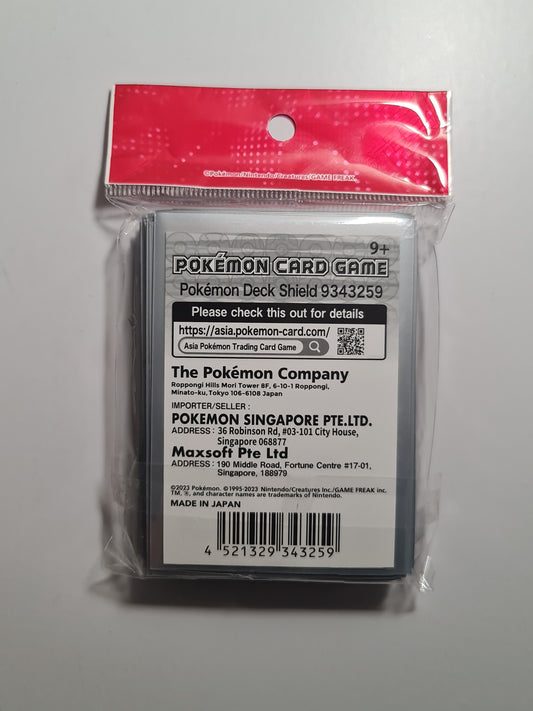 ©Pokémon/Nintendo/Creatures/GAME FREAK
9+
POKÉMON CARD GAME
Pokémon Deck Shield 9343259
Please check this out for details
https://asia.pokemon-card.com/
Asia Pokémon Trading Card Game
The Pokémon Company
Roppongi Hills Mori Tower 8F, 6-10-1 Roppongi,
Minato-ku, Tokyo 106-6108 Japan
IMPORTER/SELLER :
POKEMON SINGAPORE PTE.LTD.
ADDRESS : 36 Robinson Rd, #03-101 City House,
Singapore 068877
Maxsoft Pte Ltd
ADDRESS : 190 Middle Road, Fortune Centre #17-01,
Singapore, 188979
©2023 Pokémon. ©1995-2023 Nintendo/Creatures Inc./GAME FREAK inc.
TM, ®, and character names are trademarks of Nintendo.
MADE IN JAPAN
4 521329 343259